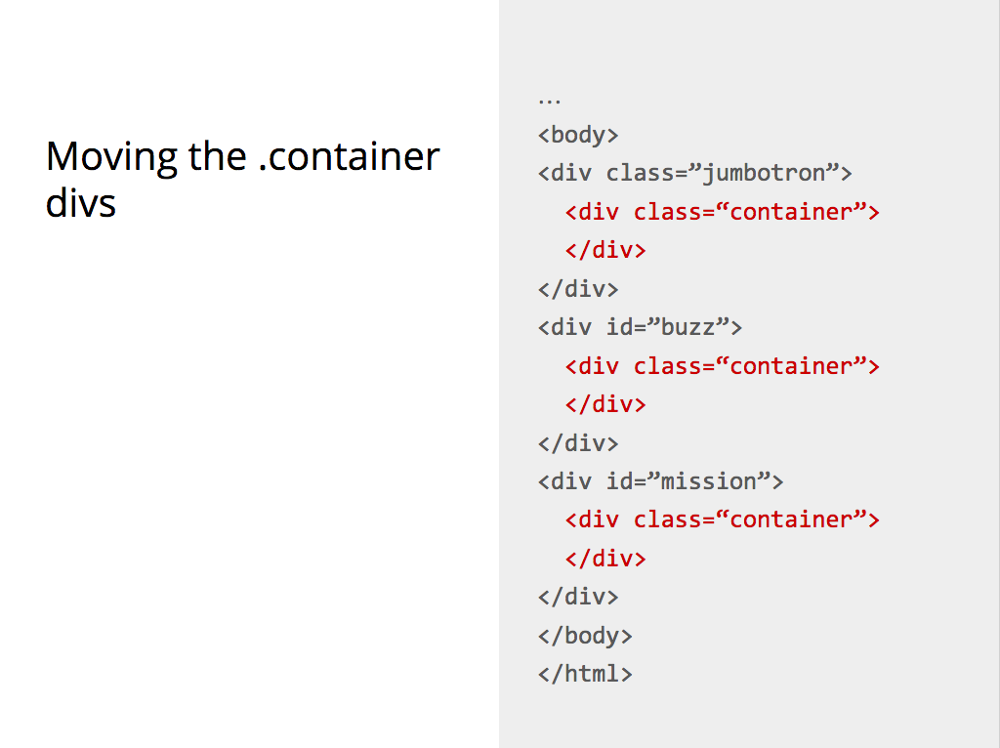 Moving the .container
divs
...
<body>
<div class=”jumbotron”>
<div class=“container”>
</div>
</div>
<div id=”buzz”>
<div class=“container”>
</div>
</div>
<div id=”mission”>
<div class=“container”>
</div>
</div>
</body>
</html>